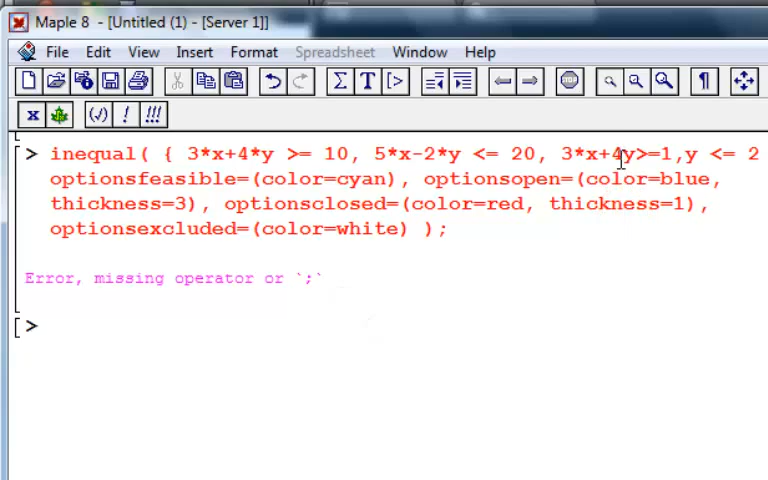 Maple 8 - [Untitled (1) - [Server 1]]
File Edit View Insert Format Spreadsheet Window Help
Σ T [>
x (√) ! !!! ¶
> inequal( { 3*x+4*y >= 10, 5*x-2*y <= 20, 3*x+4y>=1,y <= 2
optionsfeasible=(color=cyan), optionsopen=(color=blue,
thickness=3), optionsclosed=(color=red, thickness=1),
optionsexcluded=(color=white) );
Error, missing operator or `;`
[>